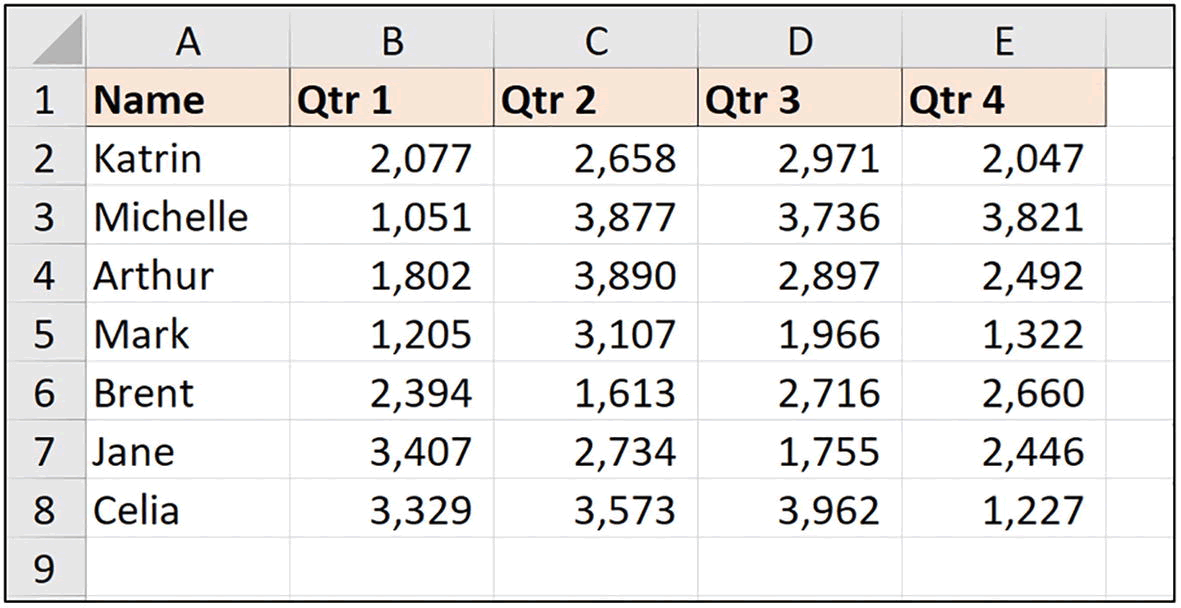 A B C D E
1 Name Qtr 1 Qtr 2 Qtr 3 Qtr 4
2 Katrin 2,077 2,658 2,971 2,047
3 Michelle 1,051 3,877 3,736 3,821
4 Arthur 1,802 3,890 2,897 2,492
5 Mark 1,205 3,107 1,966 1,322
6 Brent 2,394 1,613 2,716 2,660
7 Jane 3,407 2,734 1,755 2,446
8 Celia 3,329 3,573 3,962 1,227
9